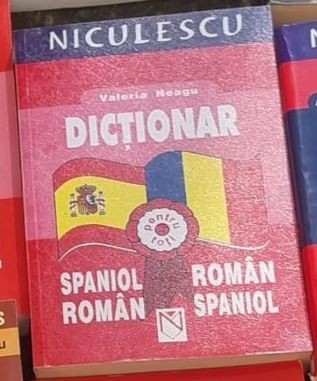 NICULESCU
Valeria Neagu
DICȚIONAR
pentru
toți
SPANIOL ROMÂN
ROMÂN SPANIOL